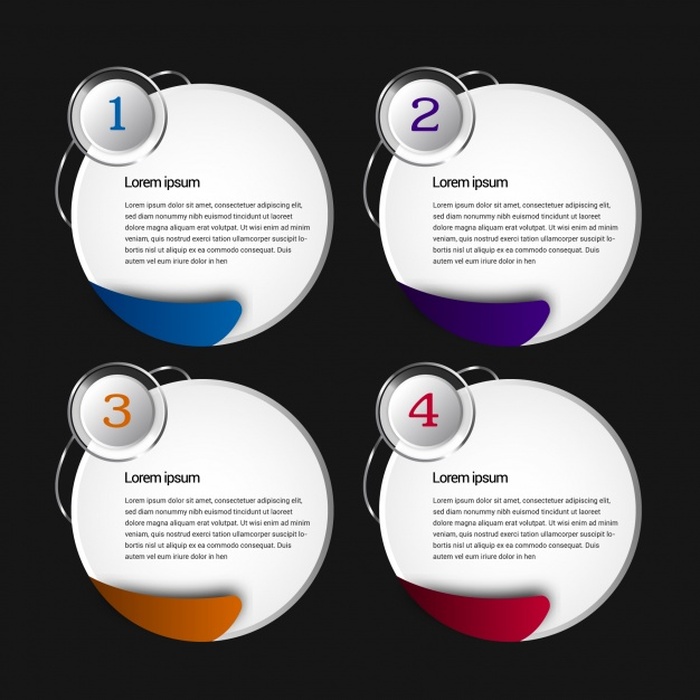 1
Lorem ipsum
Lorem ipsum dolor sit amet, consectetuer adipiscing elit,
sed diam nonummy nibh euismod tincidunt ut laoreet
dolore magna aliquam erat volutpat. Ut wisi enim ad minim
veniam, quis nostrud exerci tation ullamcorper suscipit lo-
bortis nisl ut aliquip ex ea commodo consequat. Duis
autem vel eum iriure dolor in hen
2
Lorem ipsum
Lorem ipsum dolor sit amet, consectetuer adipiscing elit,
sed diam nonummy nibh euismod tincidunt ut laoreet
dolore magna aliquam erat volutpat. Ut wisi enim ad minim
veniam, quis nostrud exerci tation ullamcorper suscipit lo-
bortis nisl ut aliquip ex ea commodo consequat. Duis
autem vel eum iriure dolor in hen
3
Lorem ipsum
Lorem ipsum dolor sit amet, consectetuer adipiscing elit,
sed diam nonummy nibh euismod tincidunt ut laoreet
dolore magna aliquam erat volutpat. Ut wisi enim ad minim
veniam, quis nostrud exerci tation ullamcorper suscipit lo-
bortis nisl ut aliquip ex ea commodo consequat. Duis
autem vel eum iriure dolor in hen
4
Lorem ipsum
Lorem ipsum dolor sit amet, consectetuer adipiscing elit,
sed diam nonummy nibh euismod tincidunt ut laoreet
dolore magna aliquam erat volutpat. Ut wisi enim ad minim
veniam, quis nostrud exerci tation ullamcorper suscipit lo-
bortis nisl ut aliquip ex ea commodo consequat. Duis
autem vel eum iriure dolor in hen